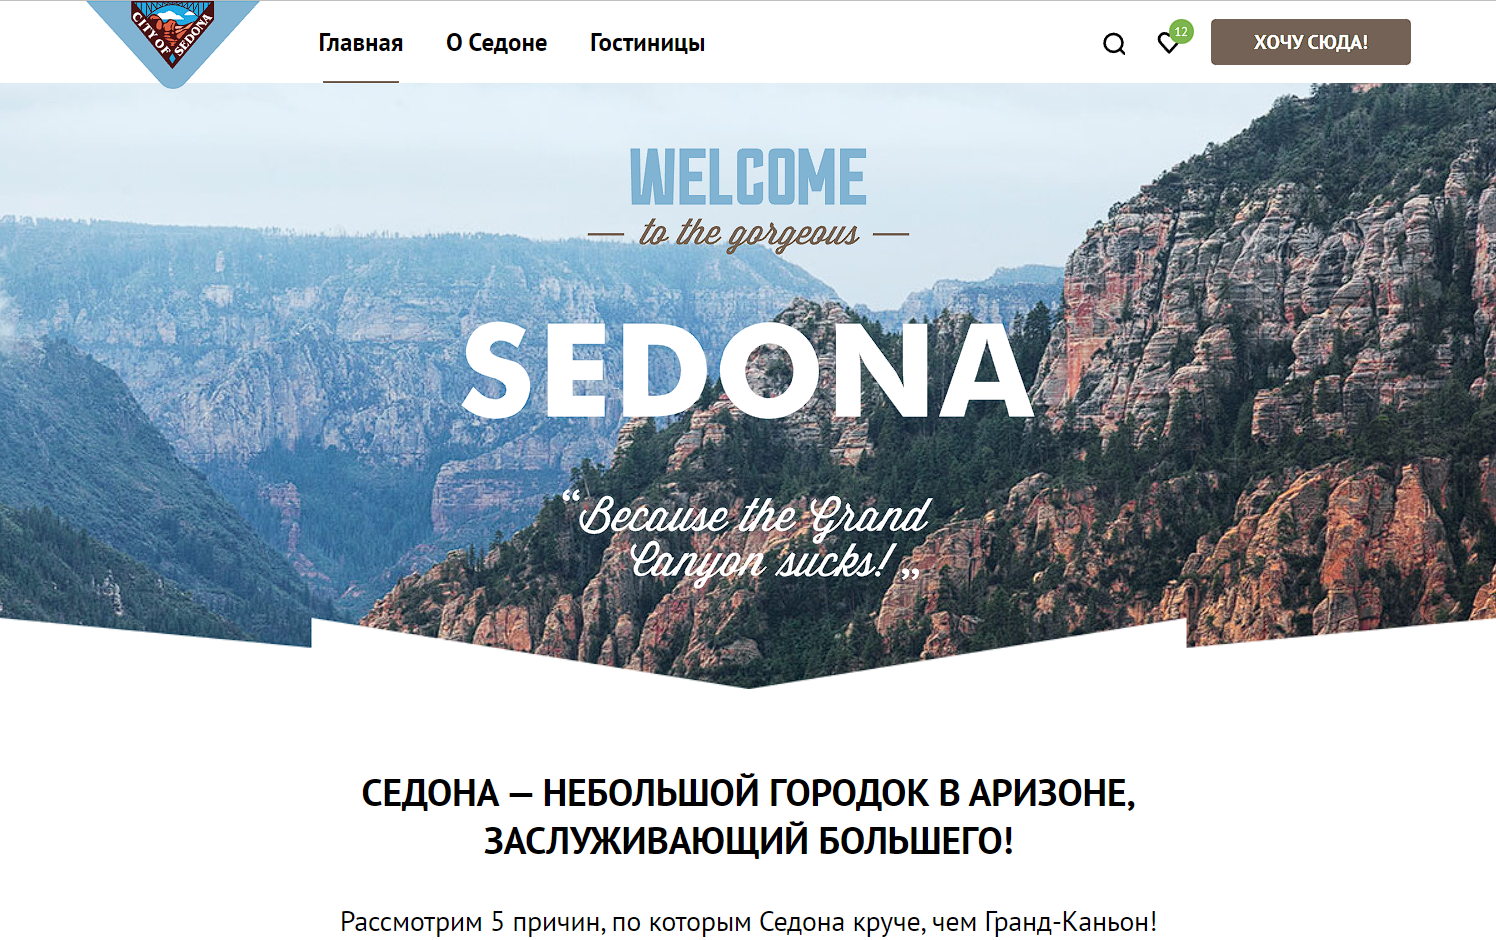 CITY OF SEDONA
Главная
О Седоне
Гостиницы
12
ХОЧУ СЮДА!
WELCOME
to the gorgeous
SEDONA
“Because the Grand
Canyon sucks!„
СЕДОНА — НЕБОЛЬШОЙ ГОРОДОК В АРИЗОНЕ,
ЗАСЛУЖИВАЮЩИЙ БОЛЬШЕГО!
Рассмотрим 5 причин, по которым Седона круче, чем Гранд-Каньон!